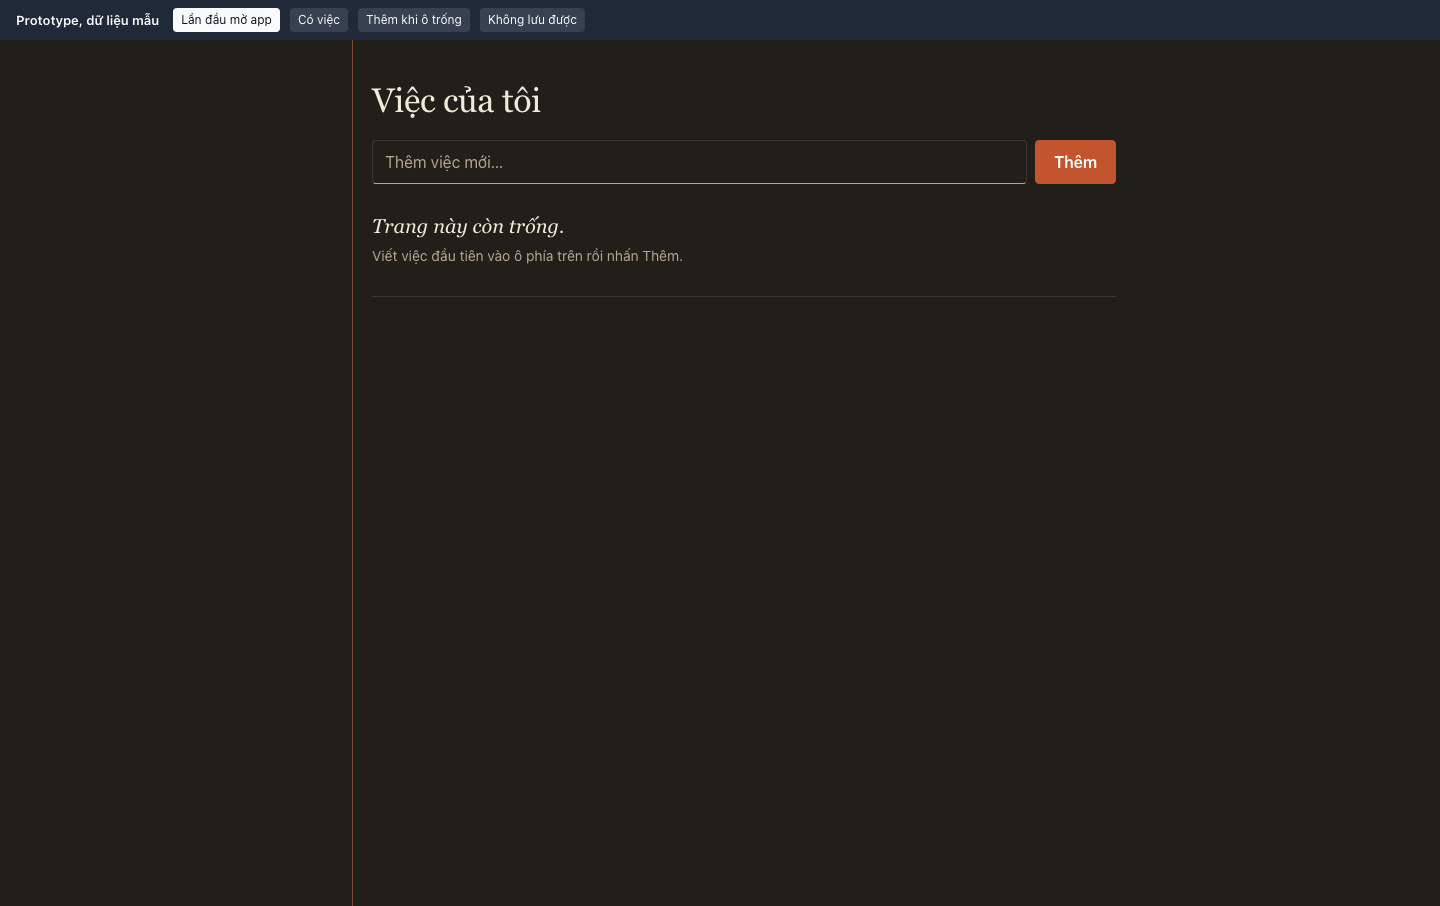 Prototype, dữ liệu mẫu Lần đầu mở app Có việc Thêm khi ô trống Không lưu được
Việc của tôi
Thêm việc mới... Thêm
Trang này còn trống.
Viết việc đầu tiên vào ô phía trên rồi nhấn Thêm.